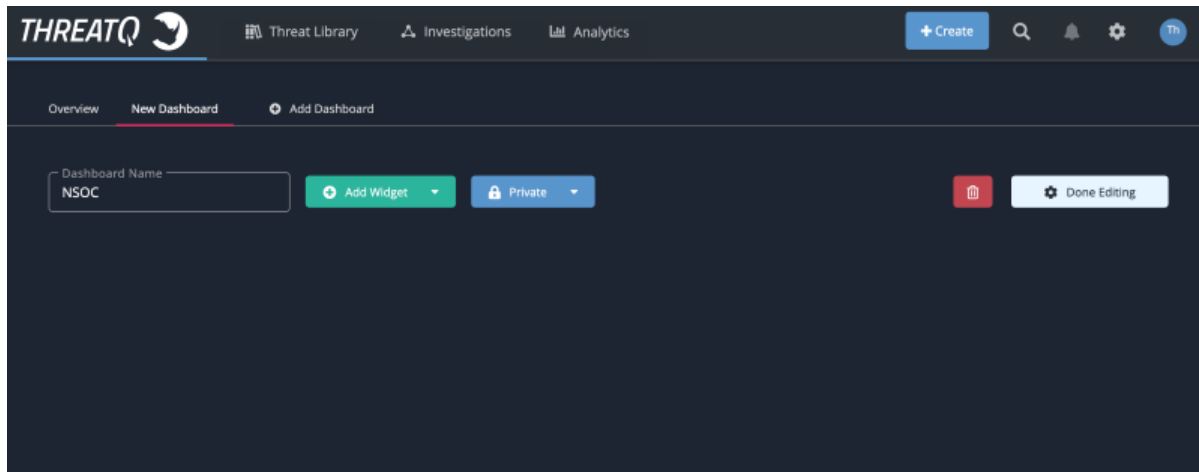 THREATQ Threat Library Investigations Analytics + Create Th
Overview New Dashboard Add Dashboard
Dashboard Name
NSOC Add Widget Private Done Editing